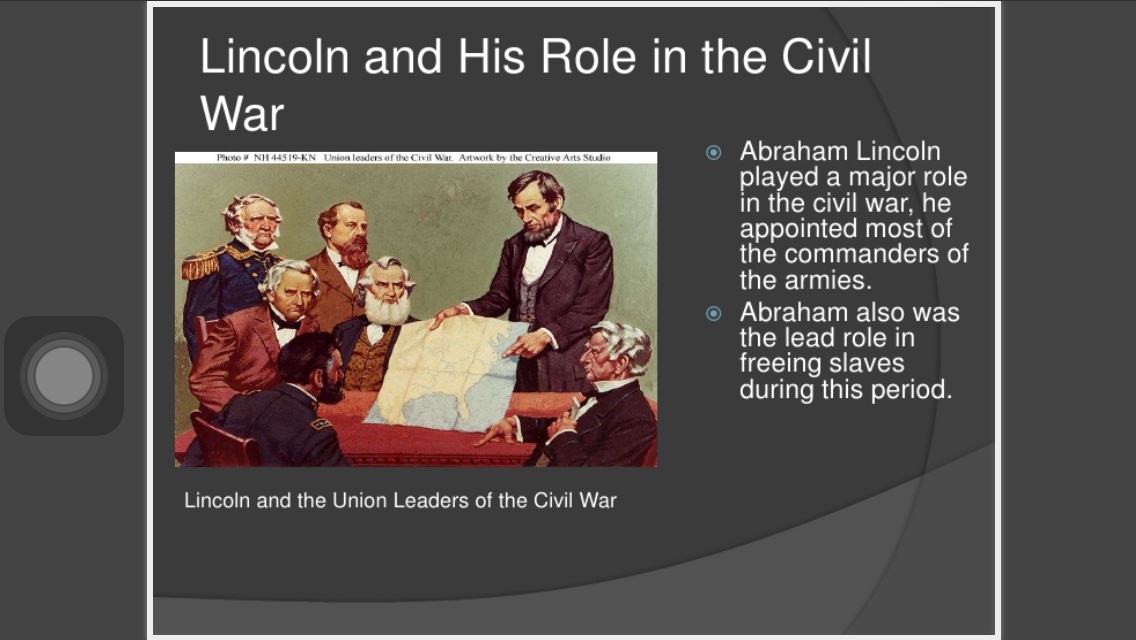 Lincoln and His Role in the Civil
War
Photo # NH 44519-KN Union leaders of the Civil War. Artwork by the Creative Arts Studio
Lincoln and the Union Leaders of the Civil War
Abraham Lincoln
played a major role
in the civil war, he
appointed most of
the commanders of
the armies.
Abraham also was
the lead role in
freeing slaves
during this period.